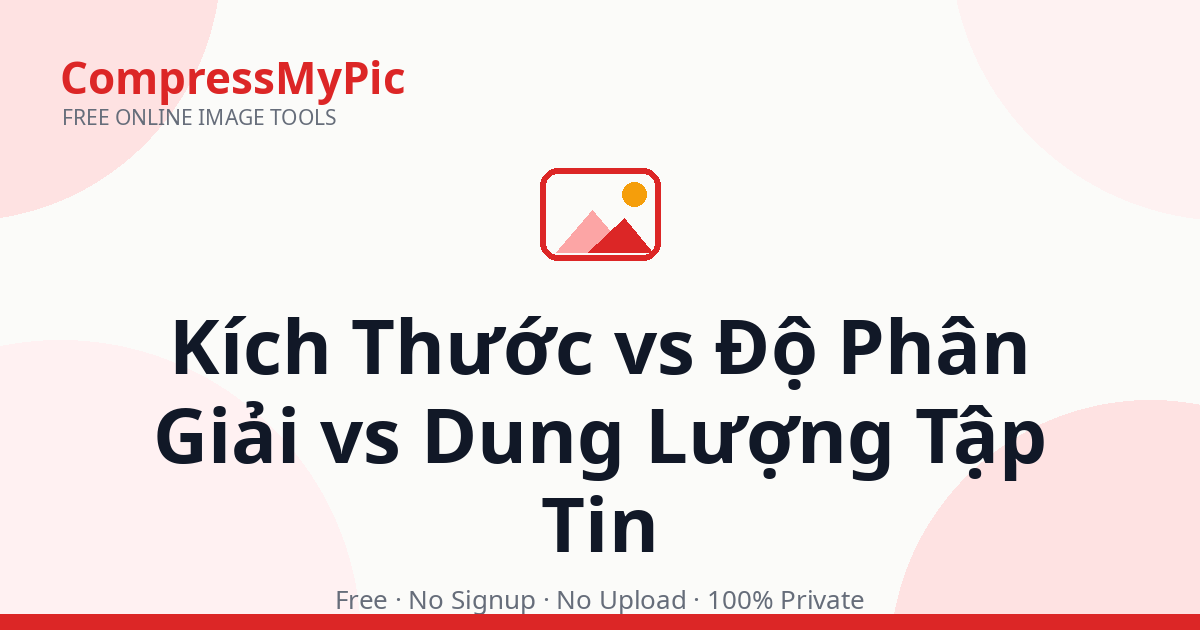 CompressMyPic
FREE ONLINE IMAGE TOOLS
Kích Thước vs Độ Phân
Giải vs Dung Lượng Tập
Tin
Free · No Signup · No Upload · 100% Private